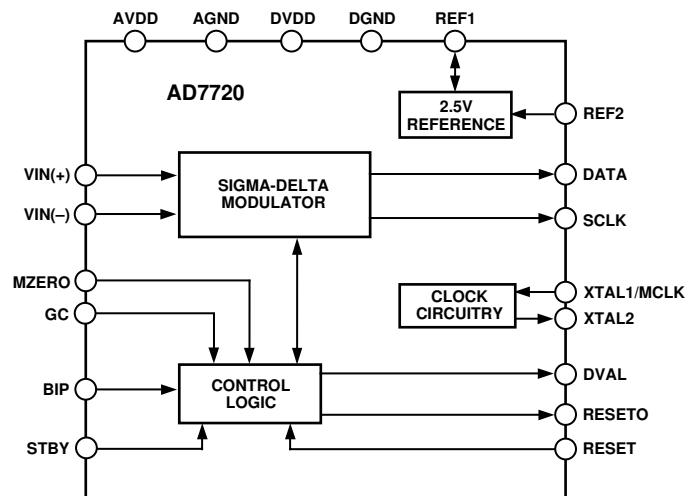 AVDD AGND DVDD DGND REF1
AD7720
2.5V
REFERENCE
REF2
VIN(+)
VIN(–)
SIGMA-DELTA
MODULATOR
DATA
SCLK
MZERO
GC
CLOCK
CIRCUITRY
XTAL1/MCLK
XTAL2
BIP
STBY
CONTROL
LOGIC
DVAL
RESETO
RESET